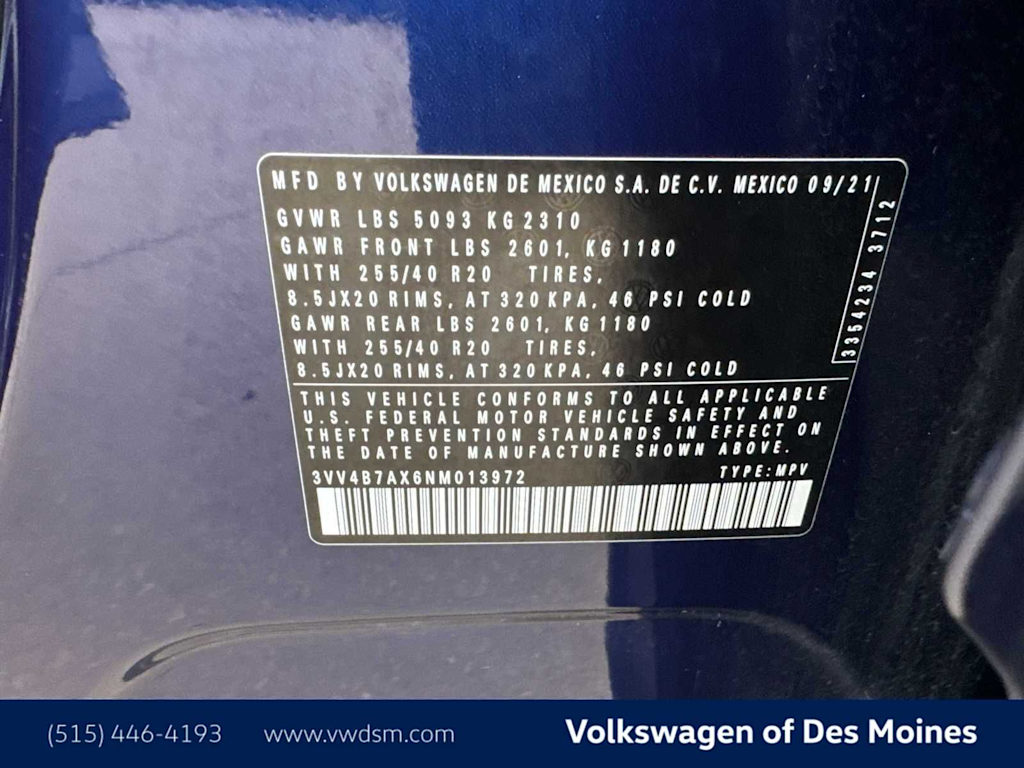 MFD BY VOLKSWAGEN DE MEXICO S.A. DE C.V. MEXICO 09/21
GVWR LBS 5093 KG 2310
GAWR FRONT LBS 2601, KG 1180
WITH 255/40 R20 TIRES,
8.5JX20 RIMS, AT 320 KPA, 46 PSI COLD
GAWR REAR LBS 2601, KG 1180
WITH 255/40 R20 TIRES,
8.5JX20 RIMS, AT 320 KPA, 46 PSI COLD
3354234 3712
THIS VEHICLE CONFORMS TO ALL APPLICABLE
U.S. FEDERAL MOTOR VEHICLE SAFETY AND
THEFT PREVENTION STANDARDS IN EFFECT ON
THE DATE OF MANUFACTURE SHOWN ABOVE.
3VV4B7AX6NM013972 TYPE: MPV
(515) 446-4193 www.vwdsm.com Volkswagen of Des Moines